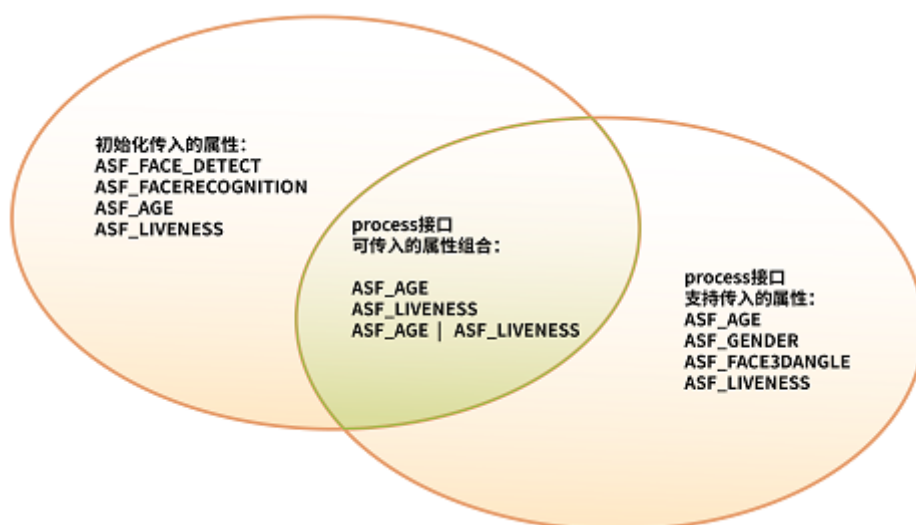 初始化传入的属性：
ASF_FACE_DETECT
ASF_FACERECOGNITION
ASF_AGE
ASF_LIVENESS
process接口
可传入的属性组合：
ASF_AGE
ASF_LIVENESS
ASF_AGE | ASF_LIVENESS
process接口
支持传入的属性：
ASF_AGE
ASF_GENDER
ASF_FACE3DANGLE
ASF_LIVENESS